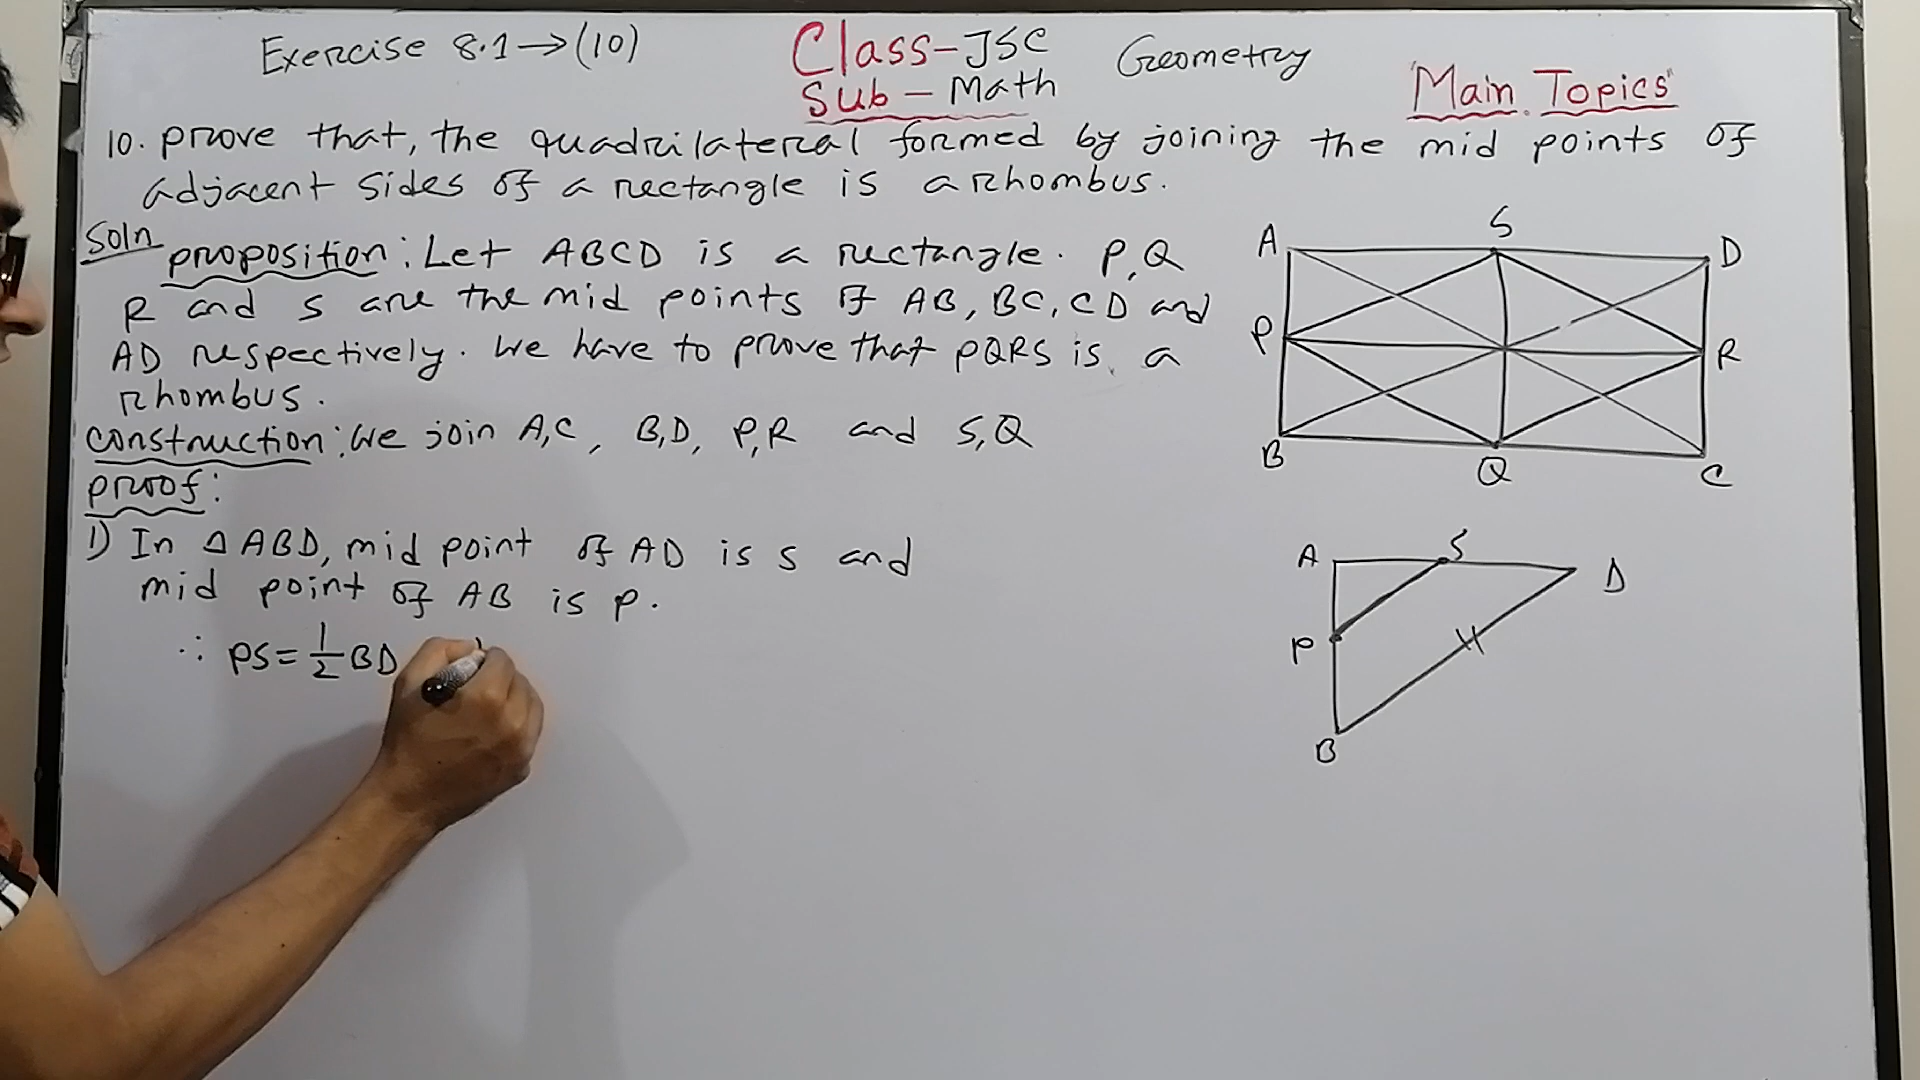 Exercise 8.1→(10)
Class-JSC
Sub-Math
Geometry
"Main Topics"
10. prove that, the quadrilateral formed by joining the mid points of
adjacent sides of a rectangle is a rhombus.
Soln
proposition: Let ABCD is a rectangle. P,Q
R and S are the mid points of AB, BC, CD and
AD respectively. We have to prove that PQRS is a
rhombus.
construction: We join A,C, B,D, P,R and S,Q
proof:
1) In △ABD, mid point of AD is S and
mid point of AB is P.
∴ PS=1/2 BD
A S D
P R
B Q C
A S D
P
B